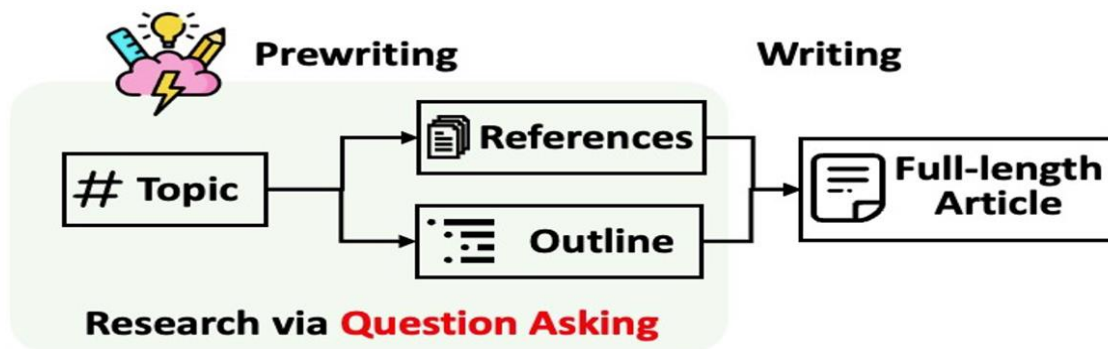 Prewriting
Writing
# Topic
References
Outline
Full-length
Article
Research via Question Asking